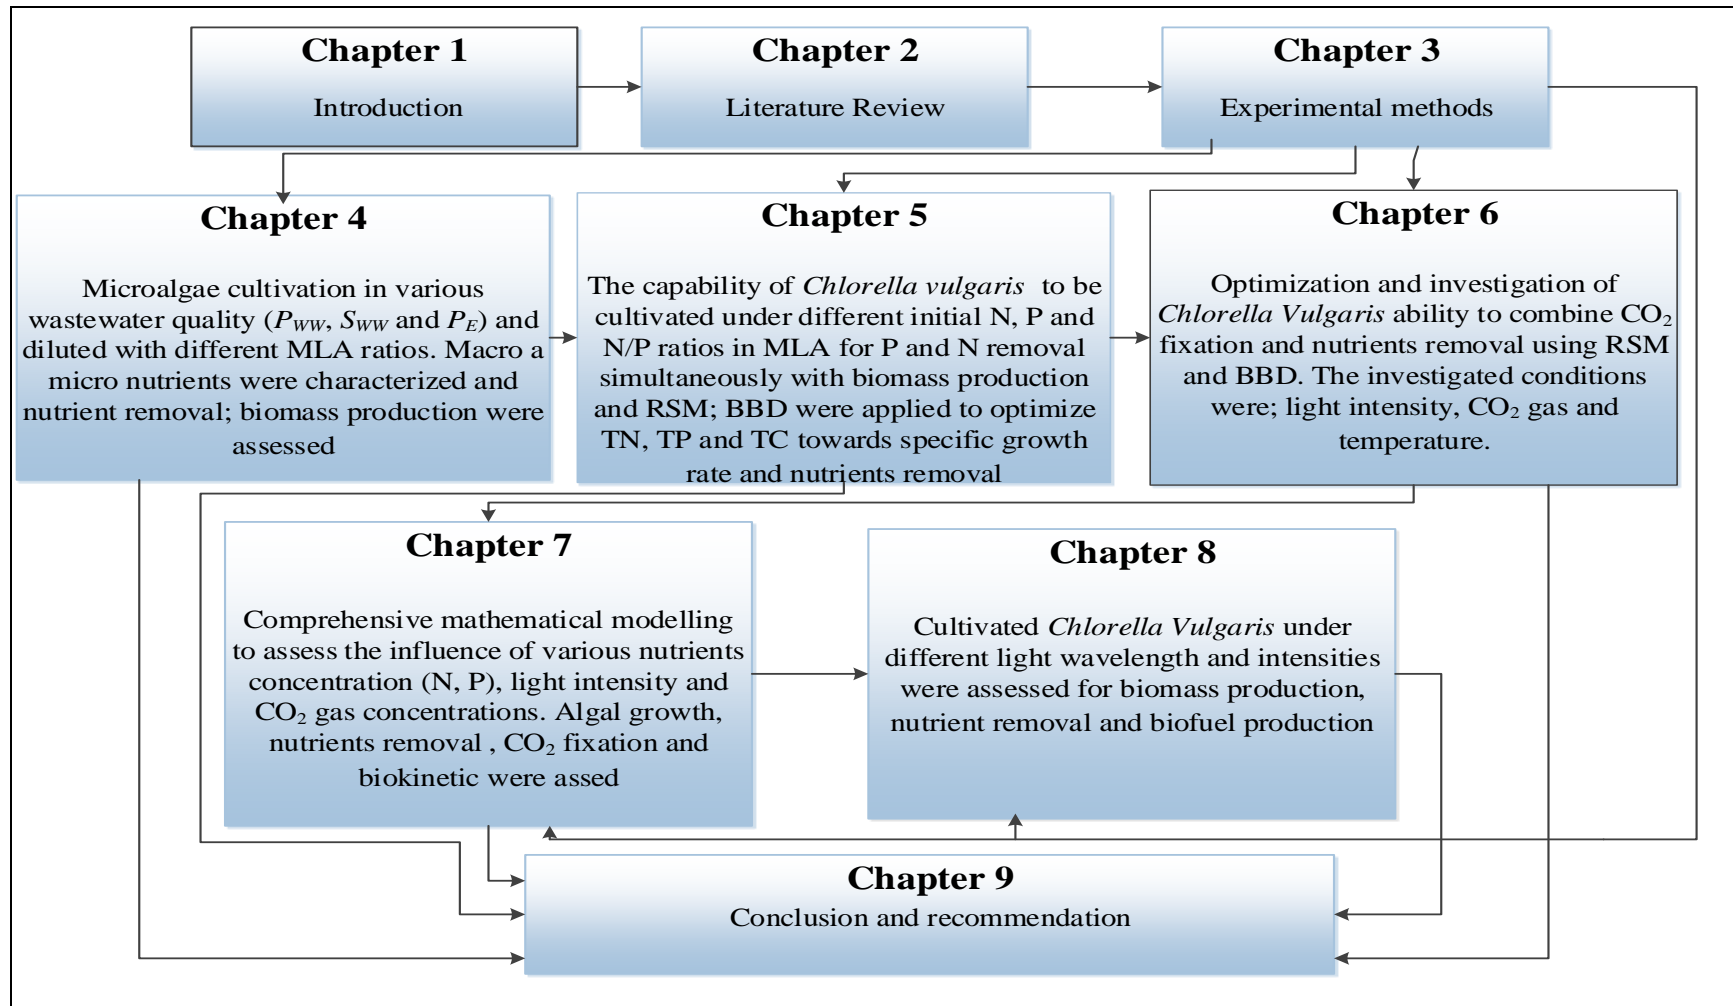 Chapter 1
Introduction
Chapter 2
Literature Review
Chapter 3
Experimental methods
Chapter 4
Microalgae cultivation in various
wastewater quality (P_WW, S_WW and P_E) and
diluted with different MLA ratios. Macro a
micro nutrients were characterized and
nutrient removal; biomass production were
assessed
Chapter 5
The capability of Chlorella vulgaris to be
cultivated under different initial N, P and
N/P ratios in MLA for P and N removal
simultaneously with biomass production
and RSM; BBD were applied to optimize
TN, TP and TC towards specific growth
rate and nutrients removal
Chapter 6
Optimization and investigation of
Chlorella Vulgaris ability to combine CO₂
fixation and nutrients removal using RSM
and BBD. The investigated conditions
were; light intensity, CO₂ gas and
temperature.
Chapter 7
Comprehensive mathematical modelling
to assess the influence of various nutrients
concentration (N, P), light intensity and
CO₂ gas concentrations. Algal growth,
nutrients removal , CO₂ fixation and
biokinetic were assed
Chapter 8
Cultivated Chlorella Vulgaris under
different light wavelength and intensities
were assessed for biomass production,
nutrient removal and biofuel production
Chapter 9
Conclusion and recommendation